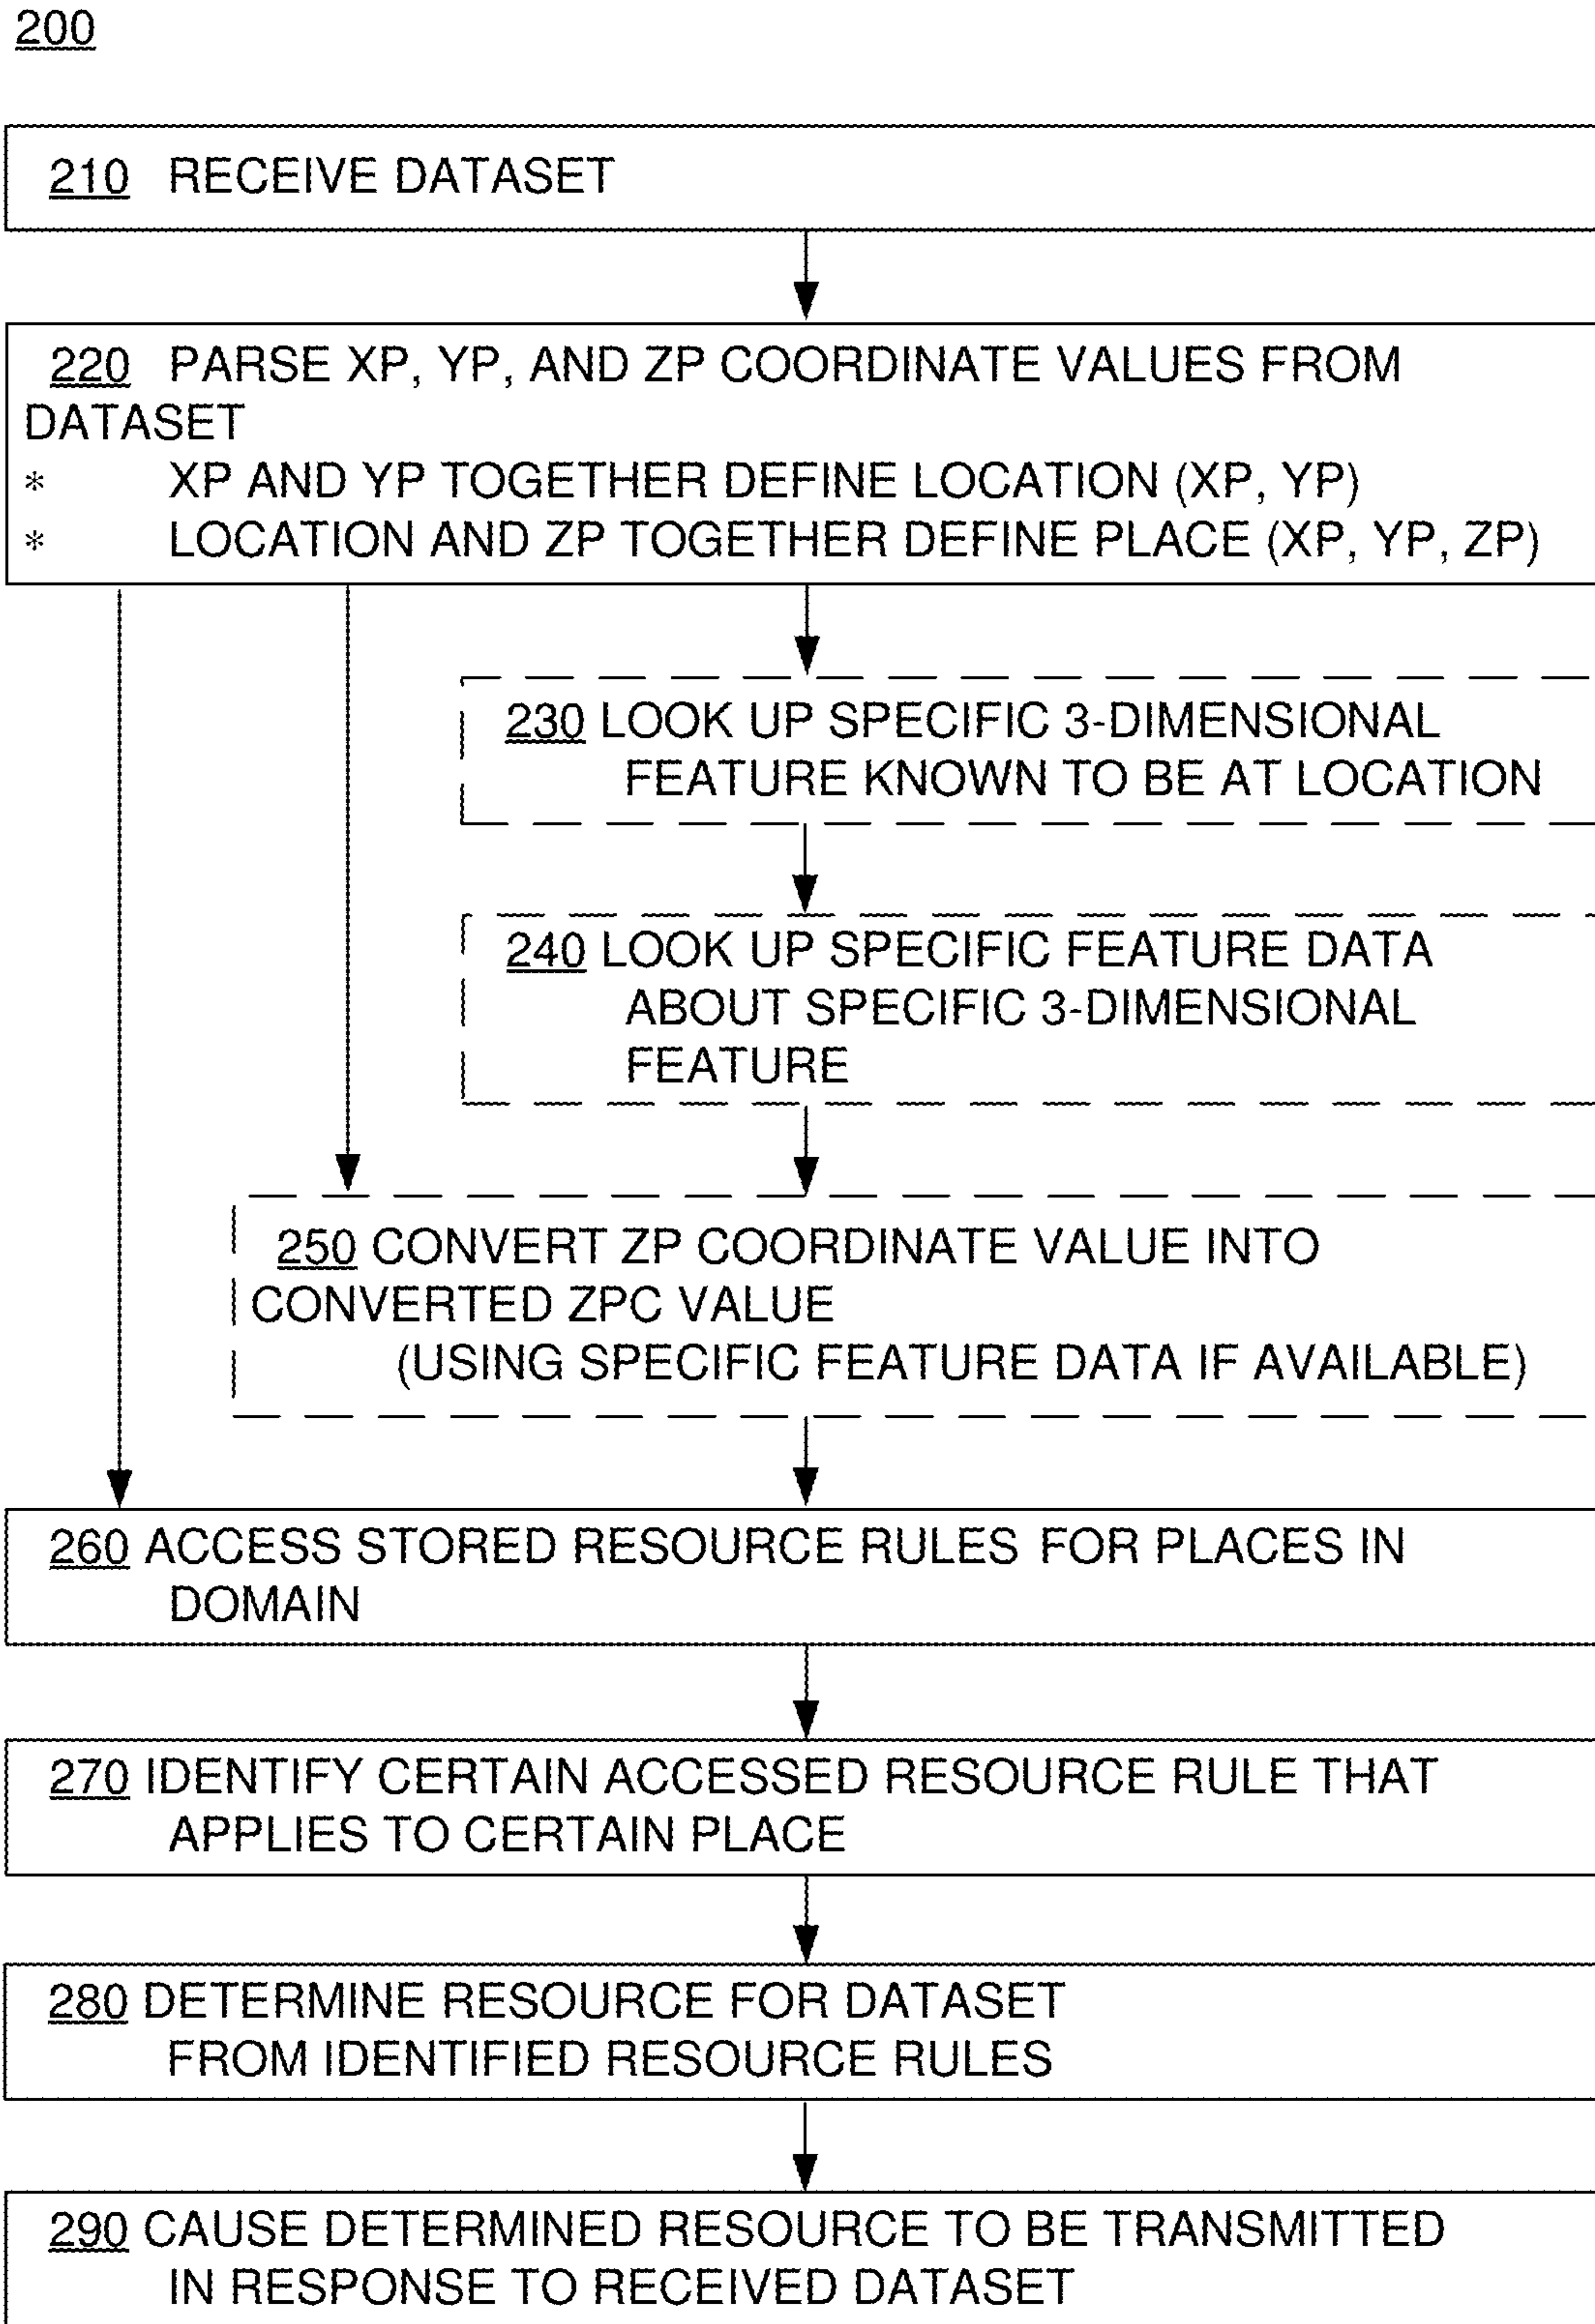 200
210 RECEIVE DATASET
220 PARSE XP, YP, AND ZP COORDINATE VALUES FROM
DATASET
* XP AND YP TOGETHER DEFINE LOCATION (XP, YP)
* LOCATION AND ZP TOGETHER DEFINE PLACE (XP, YP, ZP)
230 LOOK UP SPECIFIC 3-DIMENSIONAL
FEATURE KNOWN TO BE AT LOCATION
240 LOOK UP SPECIFIC FEATURE DATA
ABOUT SPECIFIC 3-DIMENSIONAL
FEATURE
250 CONVERT ZP COORDINATE VALUE INTO
CONVERTED ZPC VALUE
(USING SPECIFIC FEATURE DATA IF AVAILABLE)
260 ACCESS STORED RESOURCE RULES FOR PLACES IN
DOMAIN
270 IDENTIFY CERTAIN ACCESSED RESOURCE RULE THAT
APPLIES TO CERTAIN PLACE
280 DETERMINE RESOURCE FOR DATASET
FROM IDENTIFIED RESOURCE RULES
290 CAUSE DETERMINED RESOURCE TO BE TRANSMITTED
IN RESPONSE TO RECEIVED DATASET